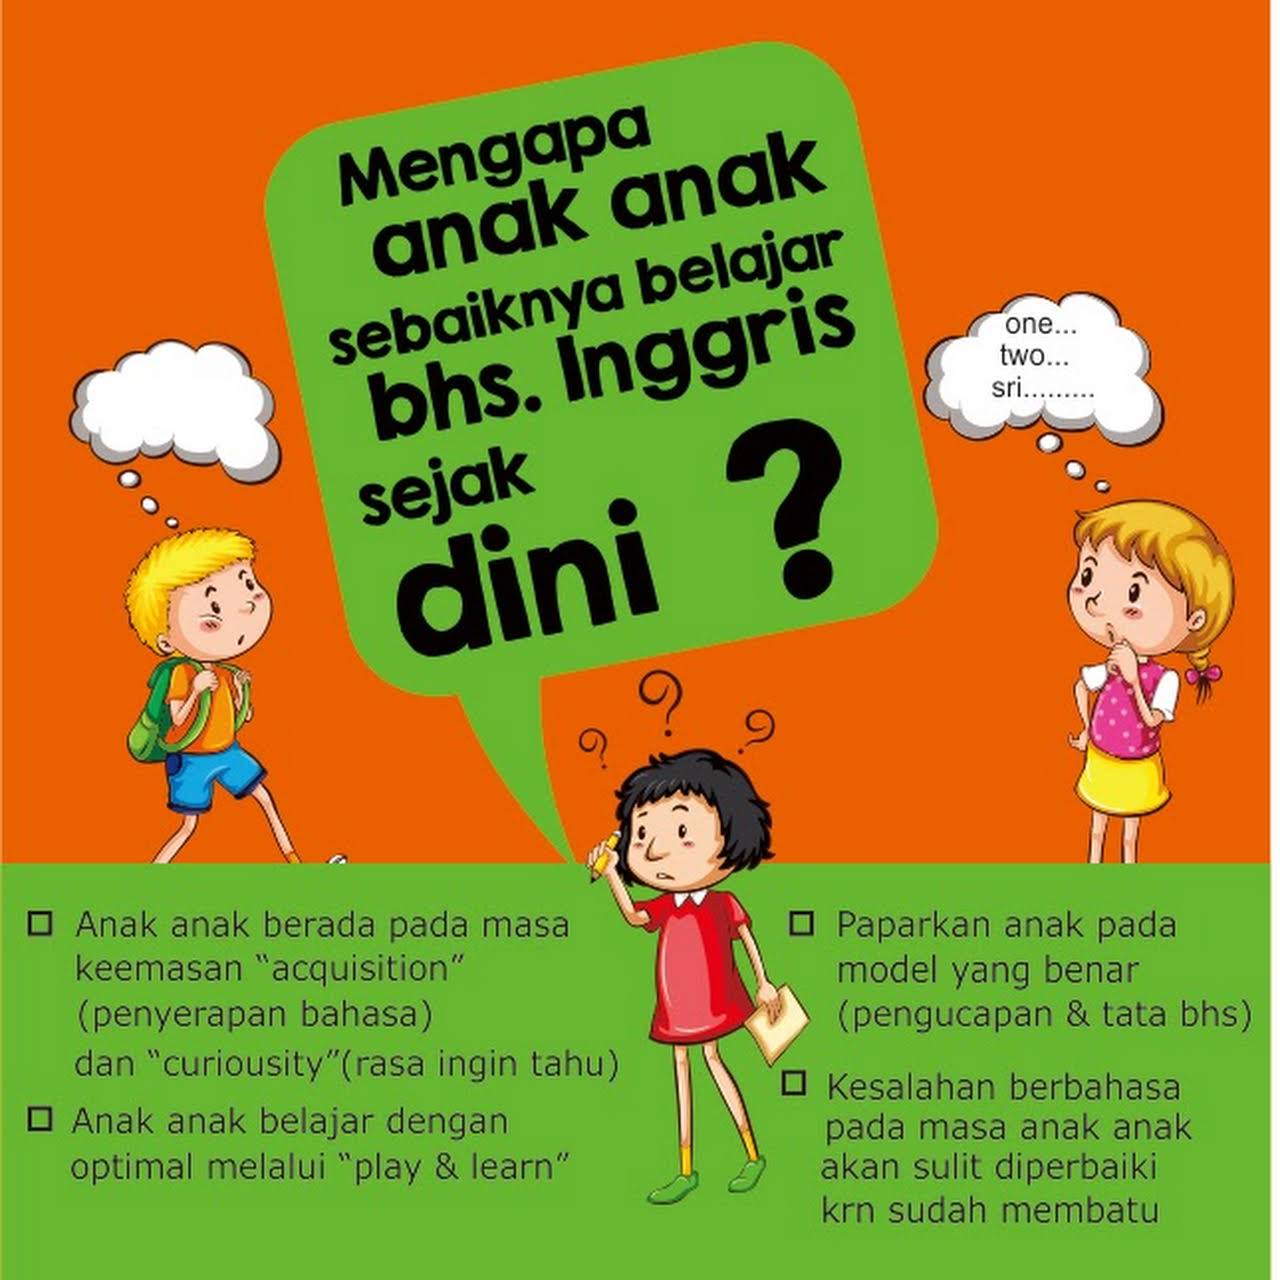 Mengapa
anak anak
sebaiknya belajar
bhs. Inggris
sejak
dini ?
one...
two...
sri.........
? ? ?
Anak anak berada pada masa
keemasan “acquisition”
(penyerapan bahasa)
dan “curiousity”(rasa ingin tahu)
Anak anak belajar dengan
optimal melalui “play & learn”
Paparkan anak pada
model yang benar
(pengucapan & tata bhs)
Kesalahan berbahasa
pada masa anak anak
akan sulit diperbaiki
krn sudah membatu